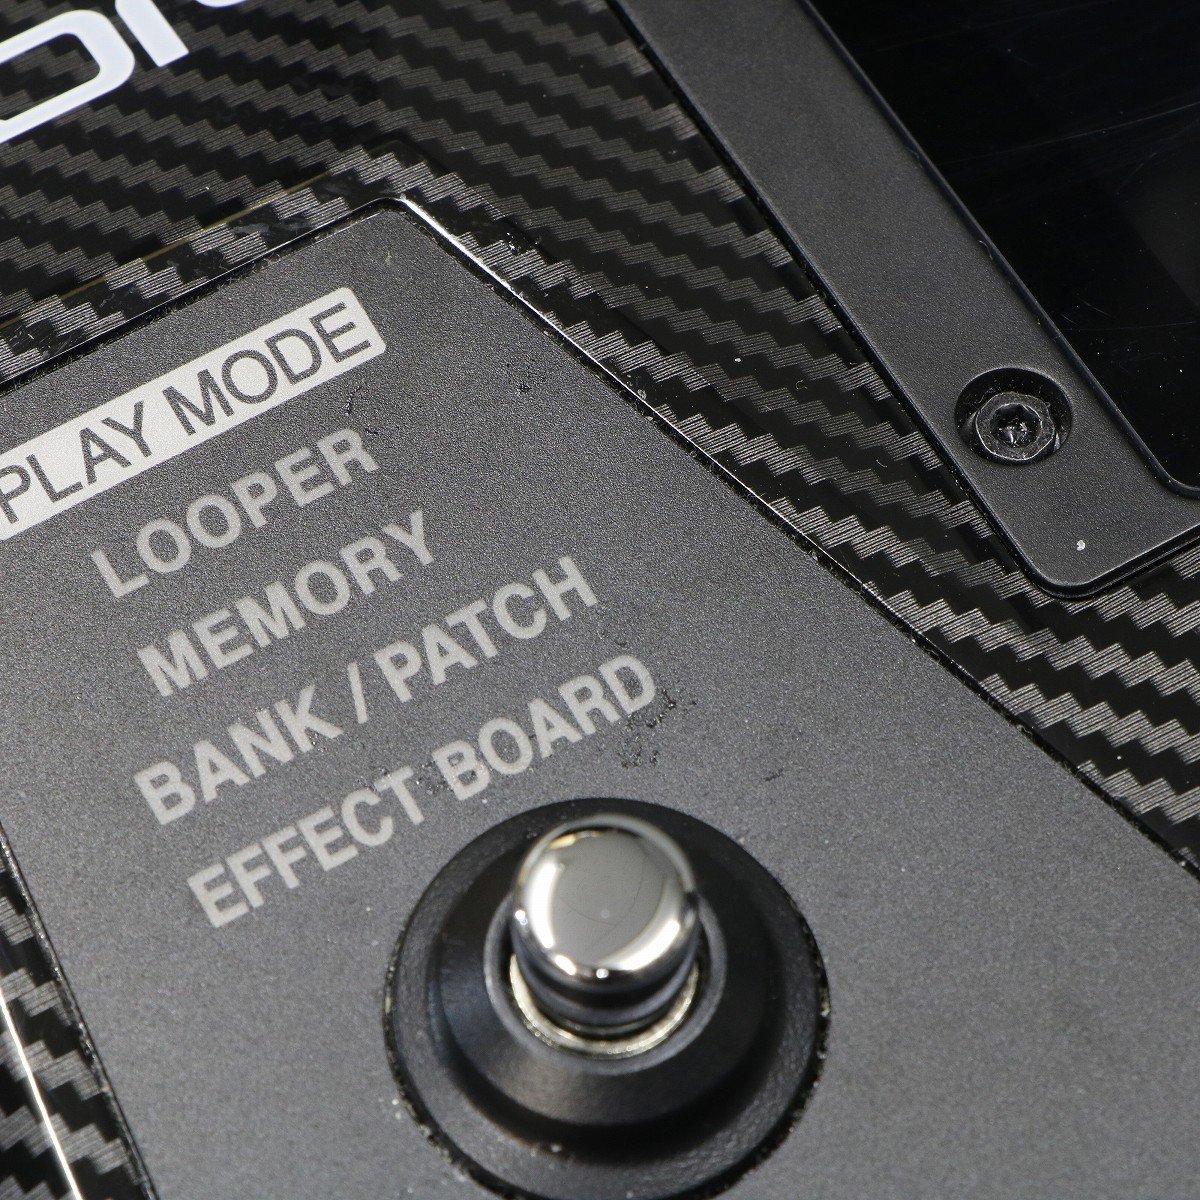 PLAY MODE
LOOPER
MEMORY
BANK / PATCH
EFFECT BOARD